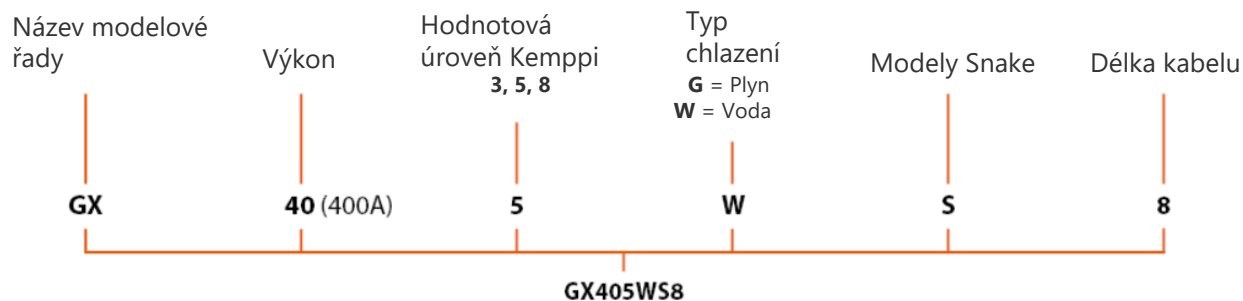 Název modelové
řady
Výkon
Hodnotová
úroveň Kemppi
3, 5, 8
Typ
chlazení
G = Plyn
W = Voda
Modely Snake
Délka kabelu
GX
40 (400A)
5
W
S
8
GX405WS8